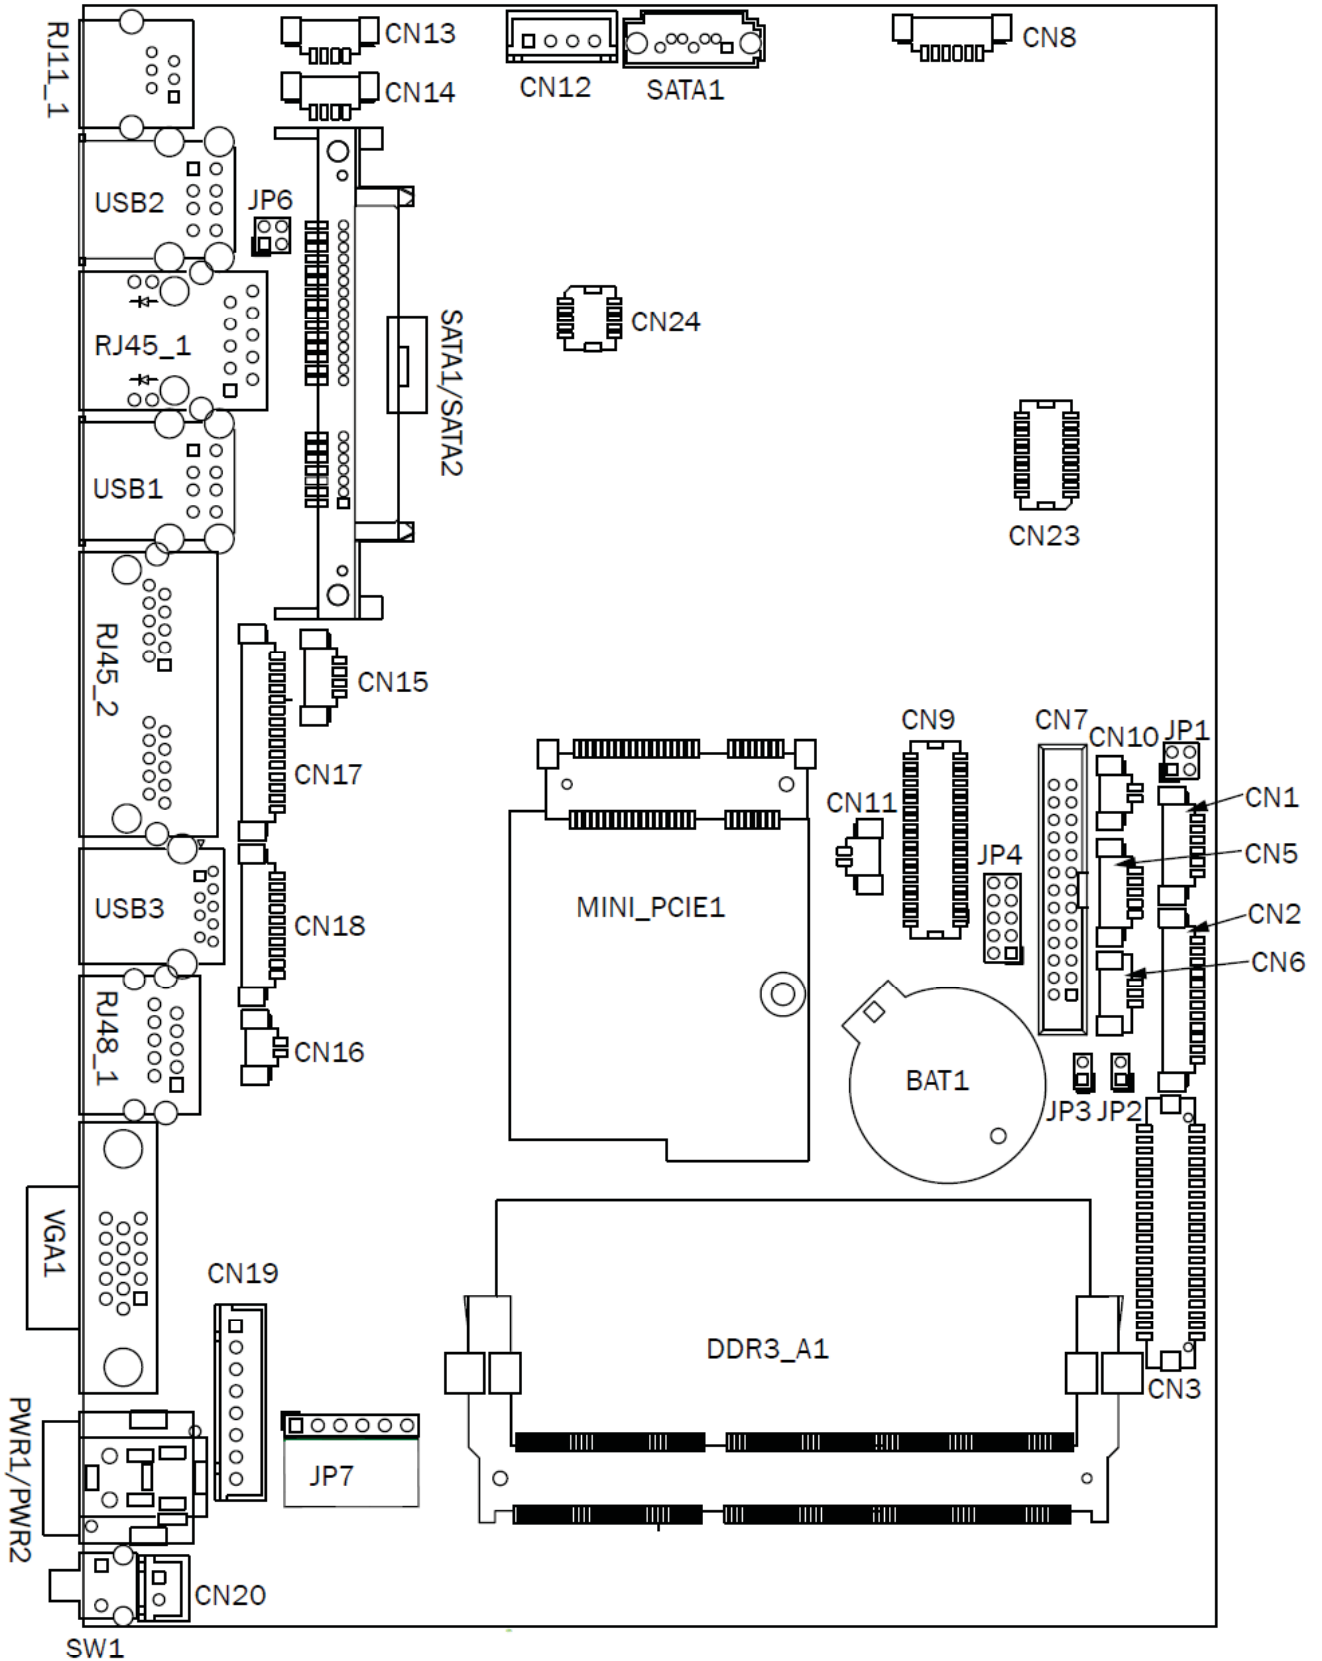 RJ11_1
CN13
CN14
CN12
SATA1
CN8
USB2
JP6
RJ45_1
SATA1/SATA2
CN24
USB1
CN23
RJ45_2
CN15
CN17
CN9
CN7
CN10
JP1
CN11
CN1
JP4
CN5
MINI_PCIE1
USB3
CN18
CN2
CN6
RJ48_1
CN16
BAT1
JP3
JP2
VGA1
CN19
DDR3_A1
CN3
PWR1/PWR2
JP7
CN20
SW1